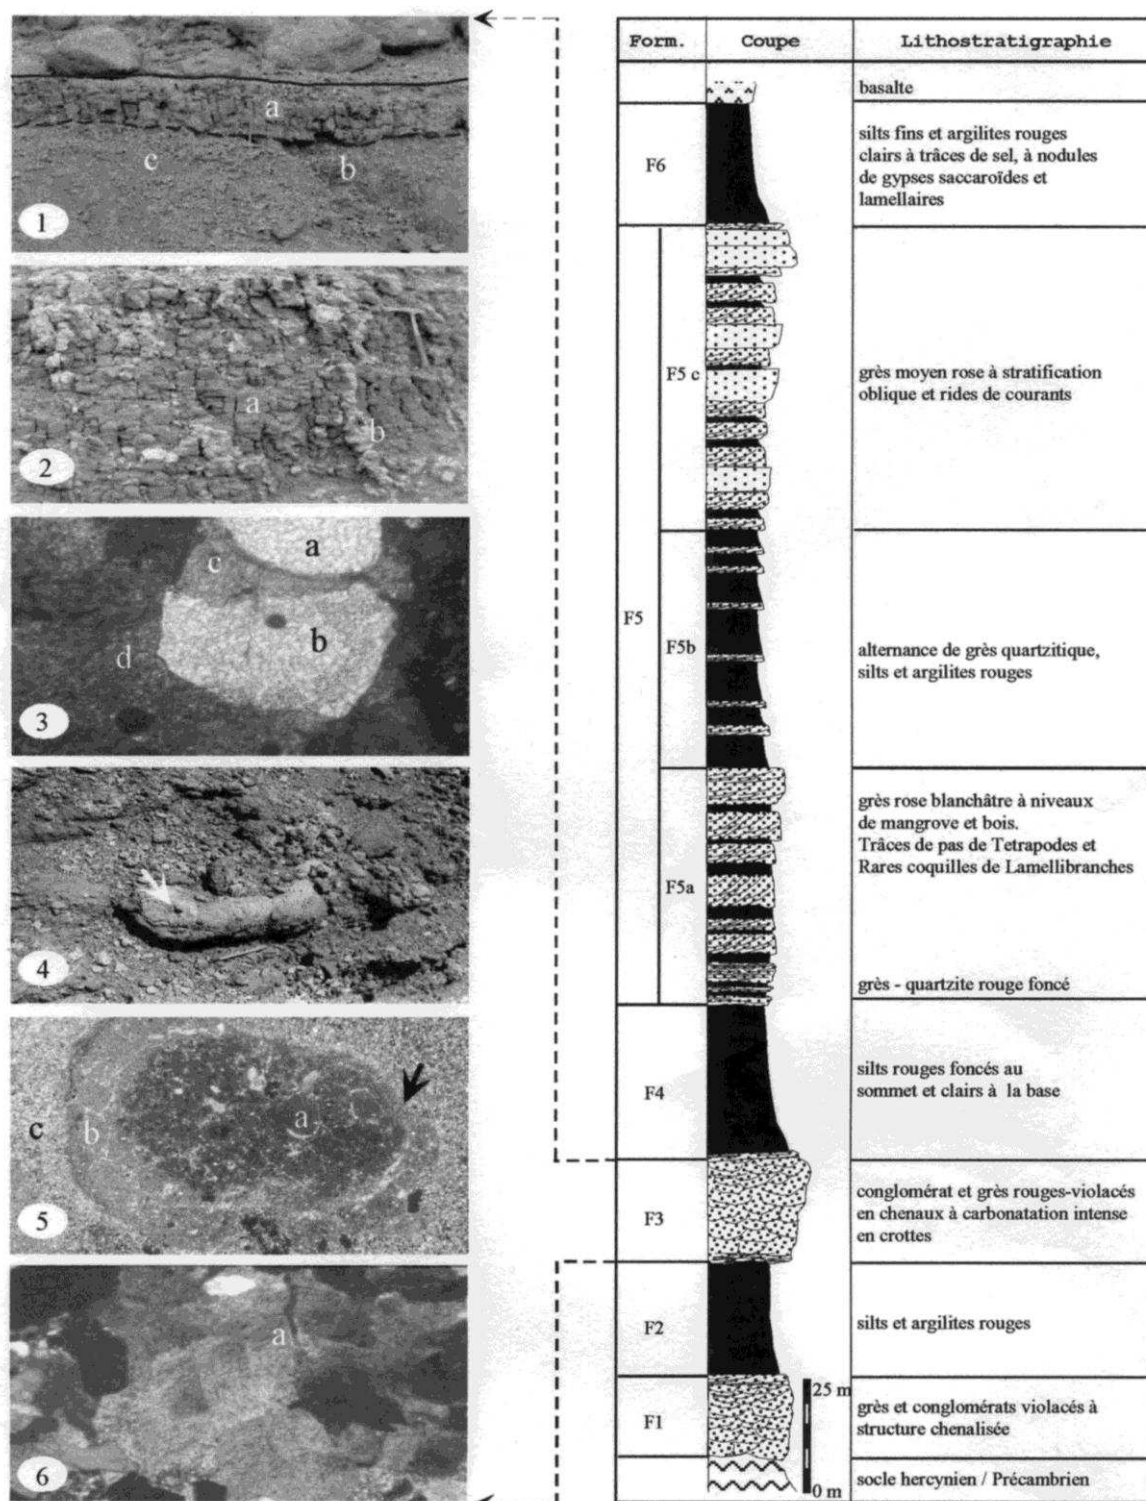 a
c
b
1
a
b
2
a
c
b
d
3
4
a
b
c
5
a
6
Form.
Coupe
Lithostratigraphie
basalte
F6
silts fins et argilites rouges
clairs à trâces de sel, à nodules
de gypses saccaroïdes et
lamellaires
F5
F5 c
grès moyen rose à stratification
oblique et rides de courants
F5b
alternance de grès quartzitique,
silts et argilites rouges
F5a
grès rose blanchâtre à niveaux
de mangrove et bois.
Trâces de pas de Tetrapodes et
Rares coquilles de Lamellibranches
grès - quartzite rouge foncé
F4
silts rouges foncés au
sommet et clairs à la base
F3
conglomérat et grès rouges-violacés
en chenaux à carbonatation intense
en crottes
F2
silts et argilites rouges
F1
25 m
grès et conglomérats violacés à
structure chenalisée
0 m
socle hercynien / Précambrien